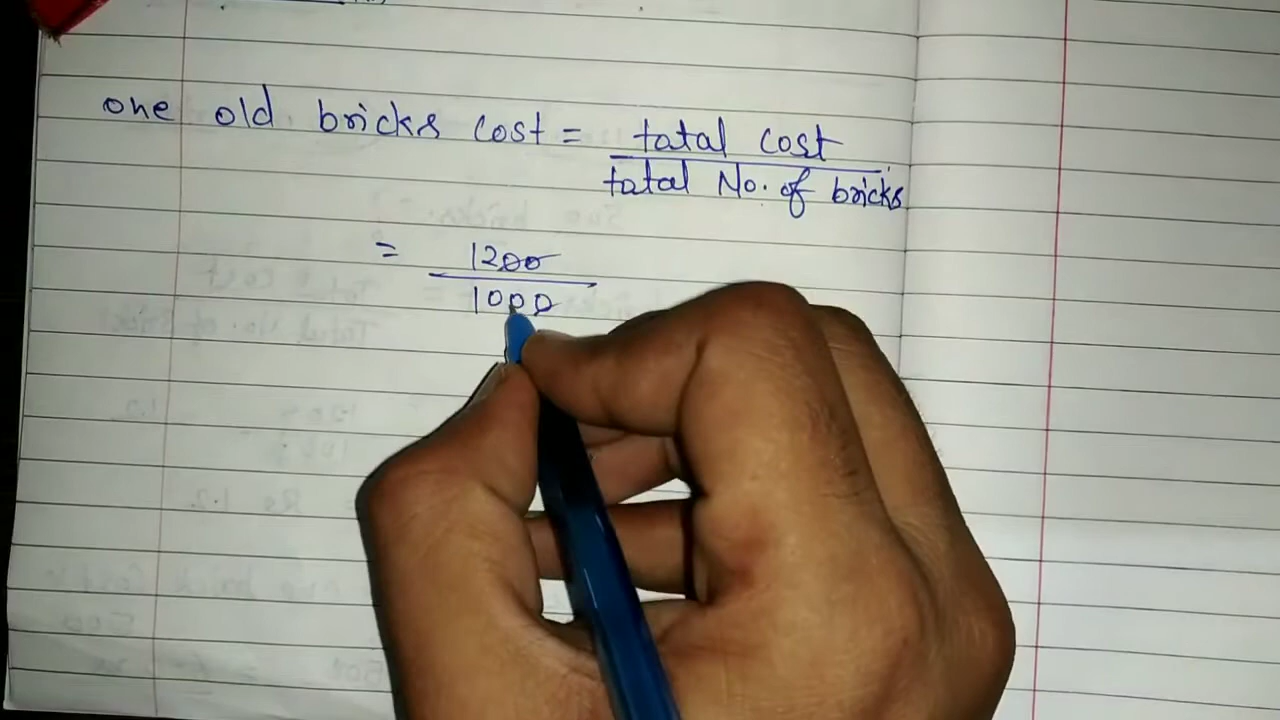 one old bricks cost = tatal cost
tatal No. of bricks
= 1200
1000